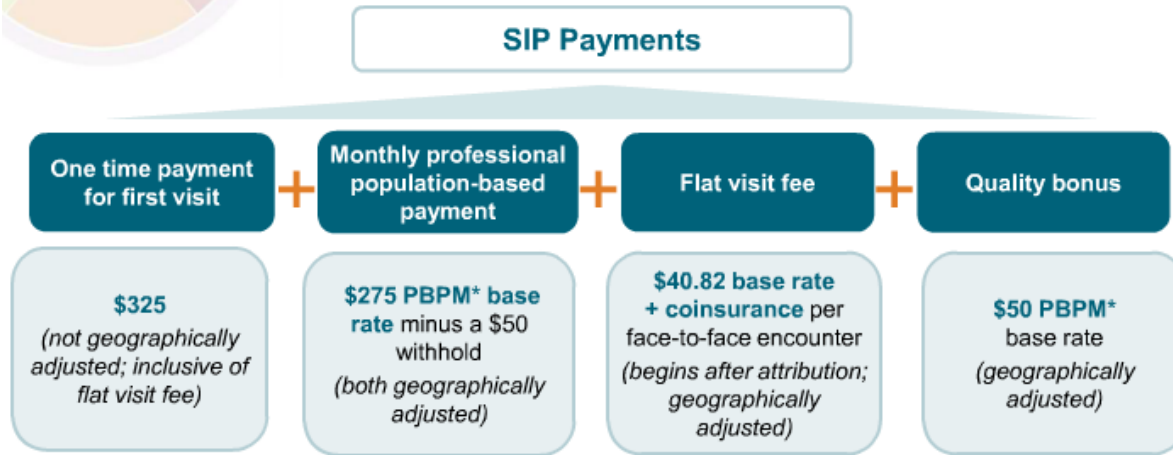 SIP Payments
One time payment
for first visit
+
Monthly professional
population-based
payment
+
Flat visit fee
+
Quality bonus
$325
(not geographically
adjusted; inclusive of
flat visit fee)
$275 PBPM* base
rate minus a $50
withhold
(both geographically
adjusted)
$40.82 base rate
+ coinsurance per
face-to-face encounter
(begins after attribution;
geographically
adjusted)
$50 PBPM*
base rate
(geographically
adjusted)